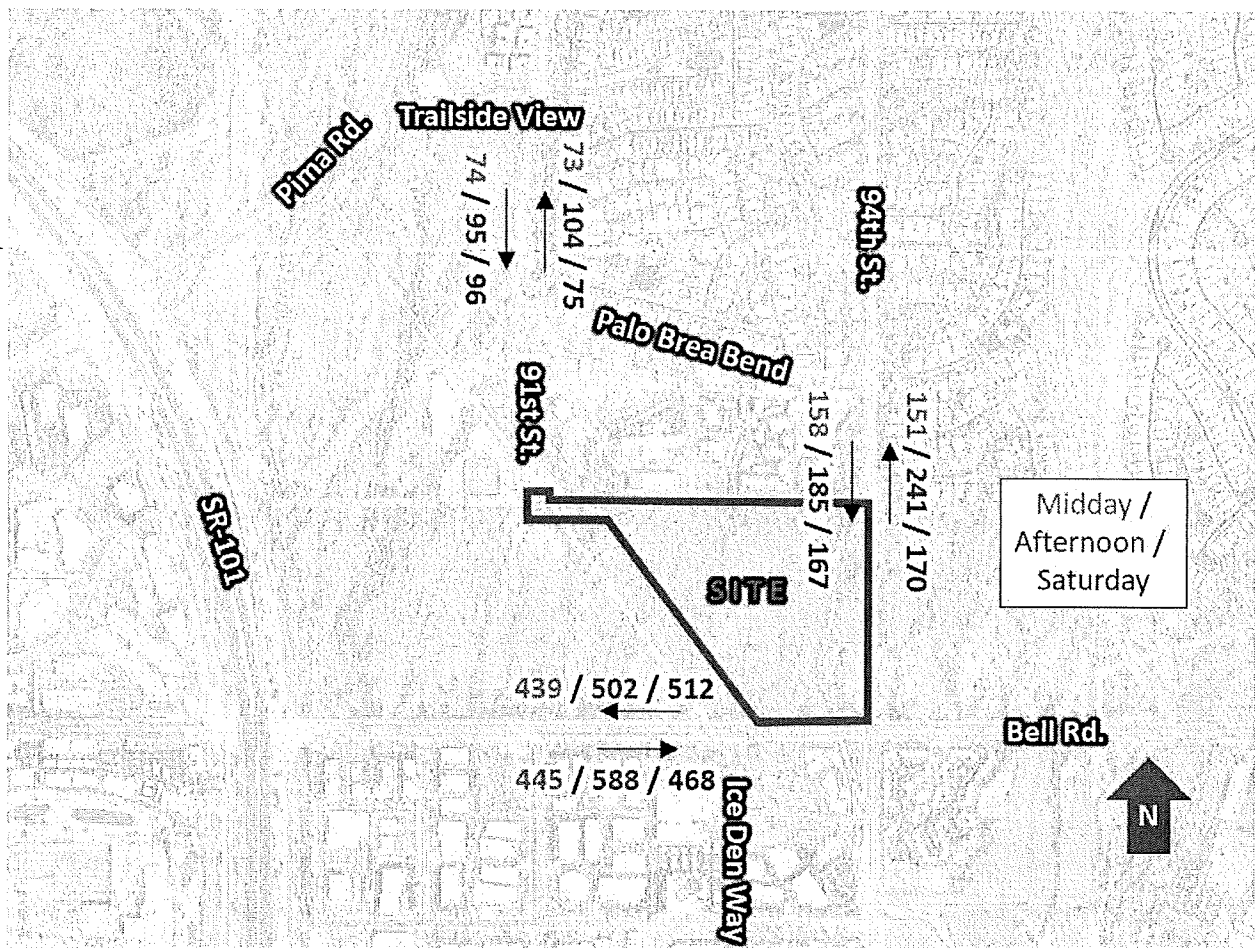 Trailside View
Pima Rd.
73 / 104 / 75
74 / 95 / 96
94th St.
Palo Brea Bend
91st St.
151 / 241 / 170
158 / 185 / 167
Midday /
Afternoon /
Saturday
SR-101
SITE
439 / 502 / 512
Bell Rd.
445 / 588 / 468
Ice Den Way
N